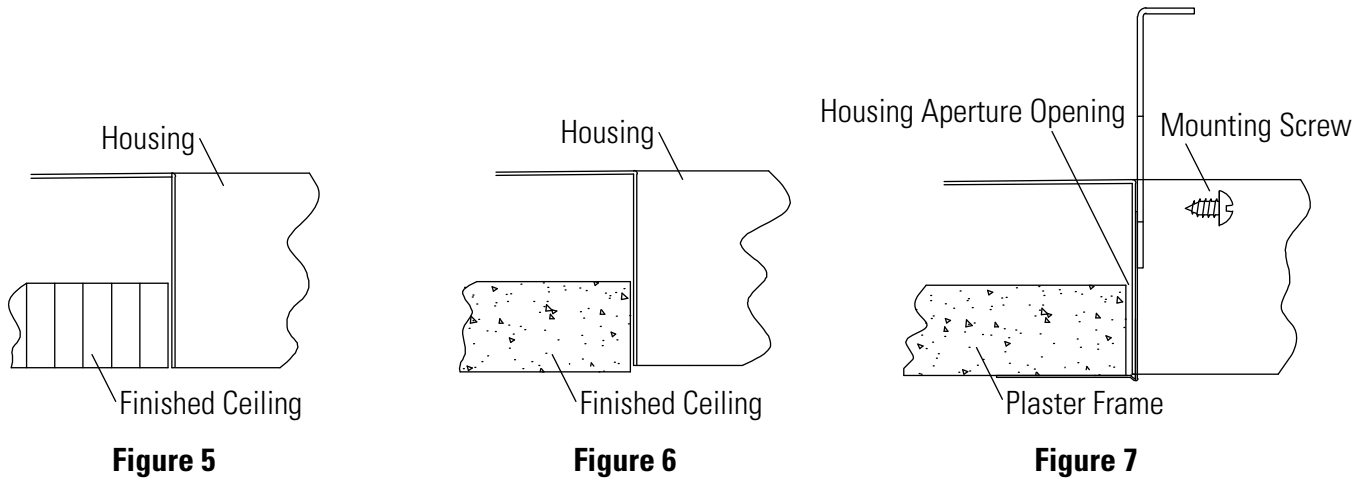 Housing
Finished Ceiling
Figure 5
Housing
Finished Ceiling
Figure 6
Housing Aperture Opening
Mounting Screw
Plaster Frame
Figure 7